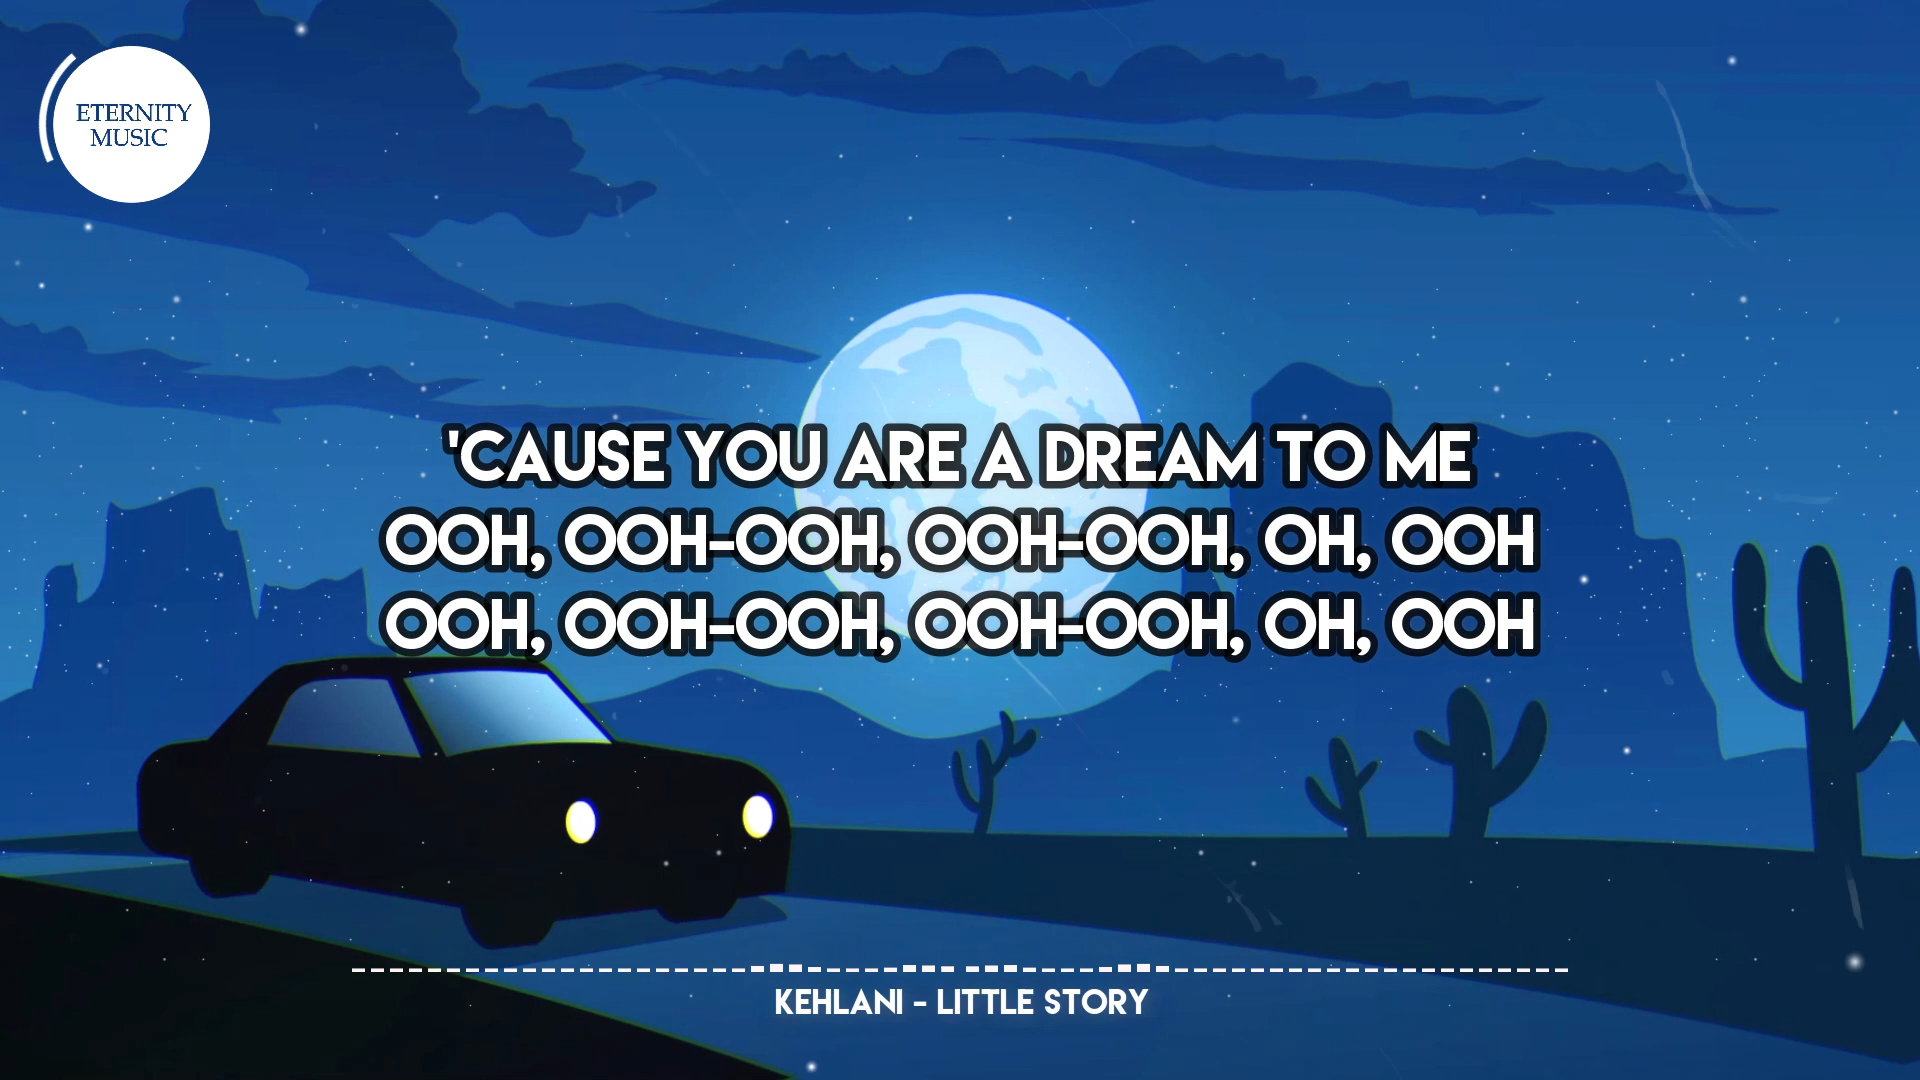 ETERNITY
MUSIC
'CAUSE YOU ARE A DREAM TO ME
OOH, OOH-OOH, OOH-OOH, OH, OOH
OOH, OOH-OOH, OOH-OOH, OH, OOH
KEHLANI - LITTLE STORY